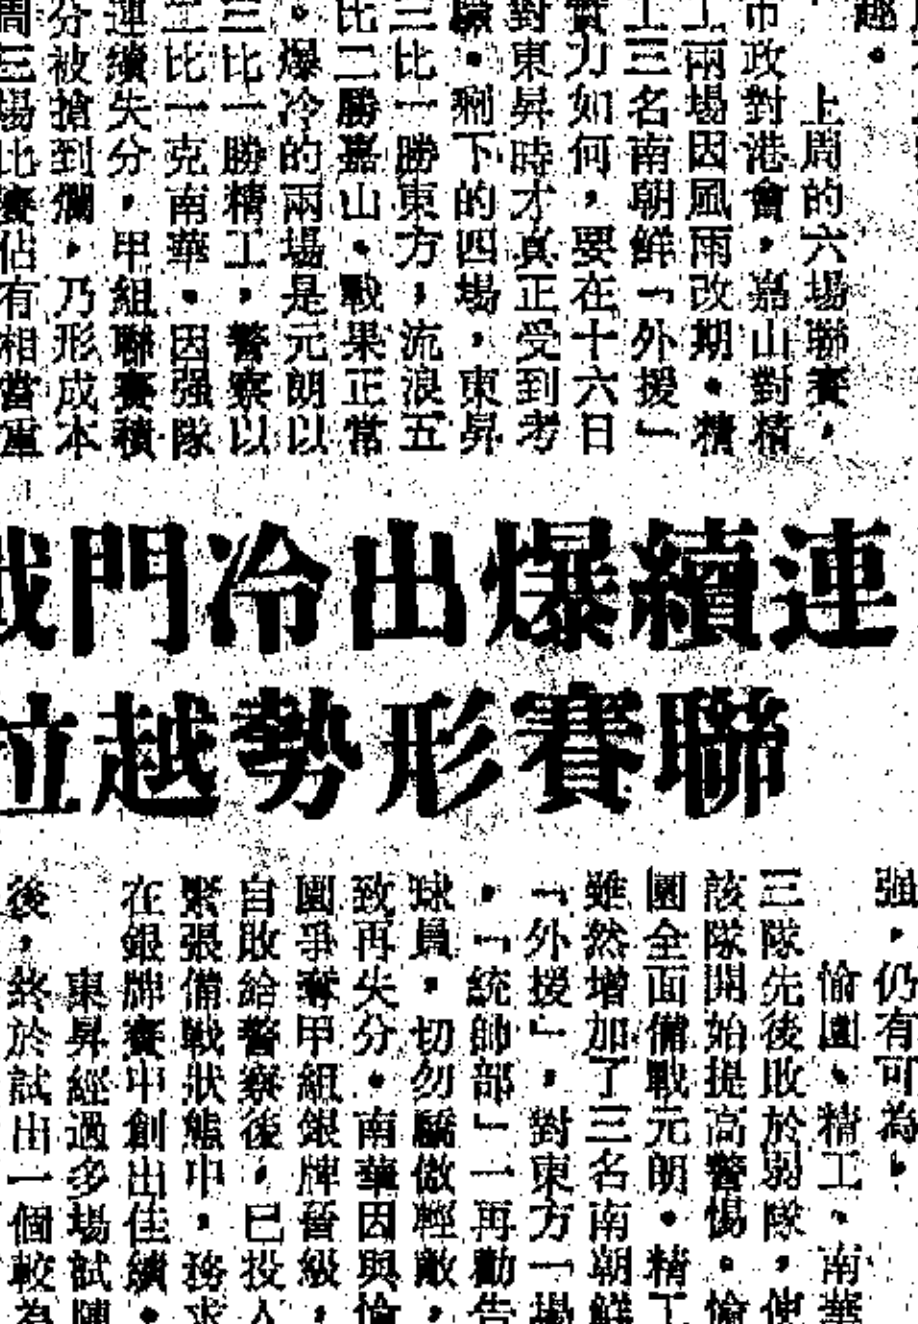 趣。
上周的六場聯賽，
市政對港會，嘉山對精
工兩場因風雨改期。精
工三名南朝鮮「外援」
實力如何，要在十六日
對東昇時才真正受到考
驗。剩下的四場，東昇
三比一勝東方，流浪五
比二勝嘉山。戰果正常
。爆冷的兩場是元朗以
三比一勝精工，警察以
二比一克南華。因强隊
連續失分，甲組聯賽積
分被搶到爛，乃形成本
周三場比賽佔有相當重
連續爆出冷門戰
聯賽形勢越
强，仍有可為。
愉園、精工、南華
三隊先後敗於弱隊，使
該隊開始提高警惕。愉
園全面備戰元朗。精工
雖然增加了三名南朝鮮
「外援」，對東方一場
，「統帥部」一再勸告
球員，切勿驕傲輕敵，
致再失分。南華因與愉
園爭奪甲組銀牌晉級，
自敗給警察後，已投入
緊張備戰狀態中，務求
在銀牌賽中創出佳績。
東昇經過多場試陣
後，終於試出一個較為